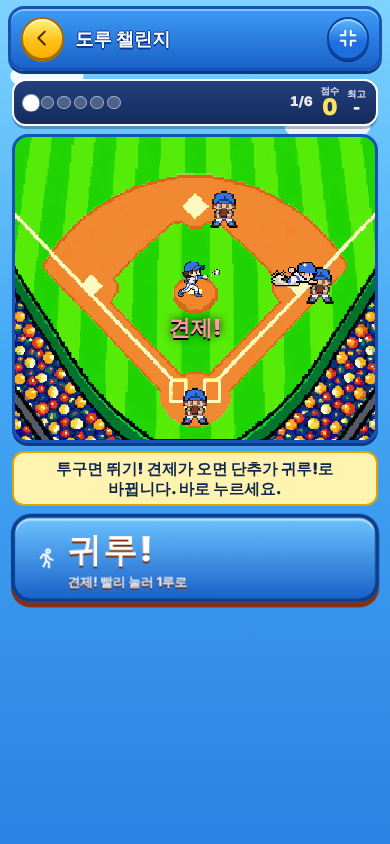 도루 챌린지
1/6
점수
0
최고
-
견제!
투구면 뛰기! 견제가 오면 단추가 귀루!로
바뀝니다. 바로 누르세요.
귀루!
견제! 빨리 눌러 1루로